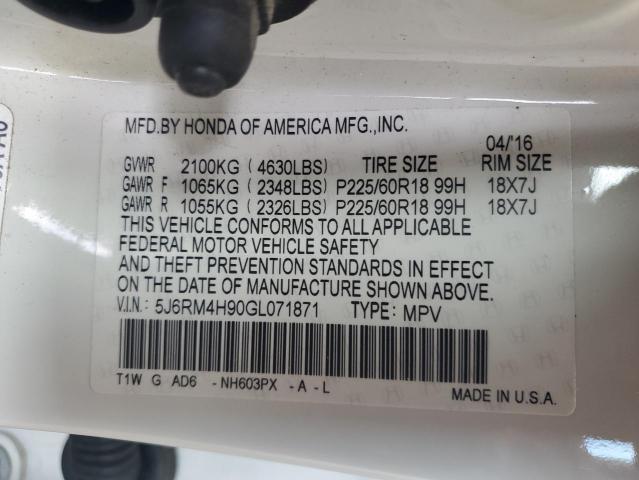 MFD.BY HONDA OF AMERICA MFG.,INC.
04/'16
GVWR 2100KG ( 4630LBS) TIRE SIZE RIM SIZE
GAWR F 1065KG ( 2348LBS) P225/60R18 99H 18X7J
GAWR R 1055KG ( 2326LBS) P225/60R18 99H 18X7J
THIS VEHICLE CONFORMS TO ALL APPLICABLE
FEDERAL MOTOR VEHICLE SAFETY
AND THEFT PREVENTION STANDARDS IN EFFECT
ON THE DATE OF MANUFACTURE SHOWN ABOVE.
V.I.N.: 5J6RM4H90GL071871 TYPE: MPV
T1W G AD6 - NH603PX - A - L
MADE IN U.S.A.